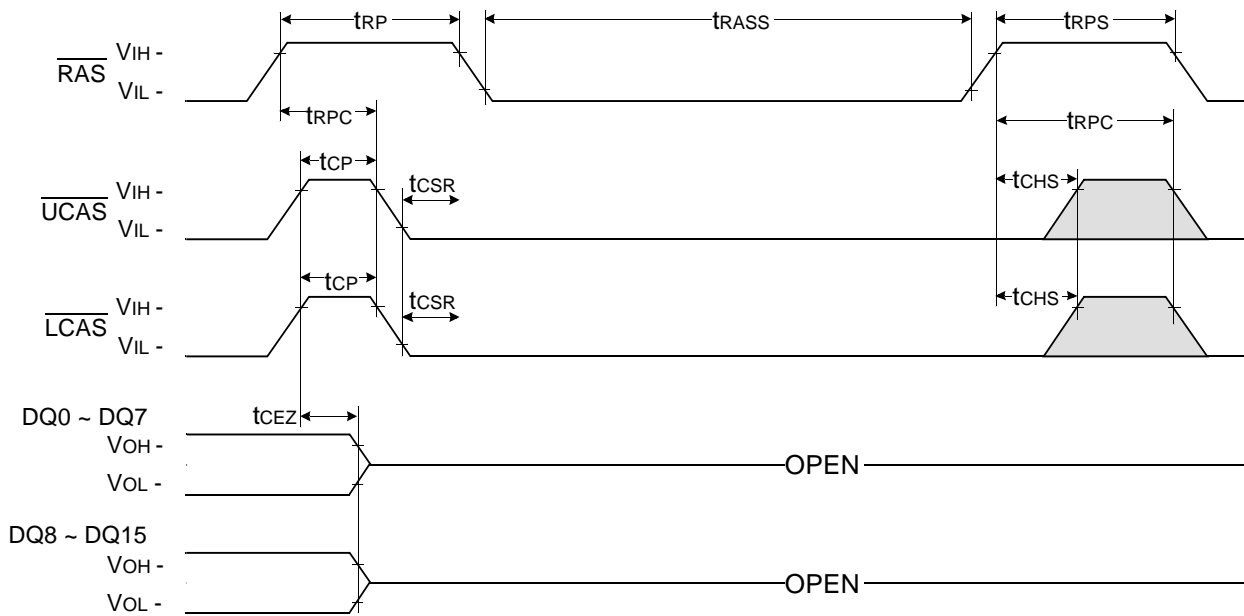 tRP tRASS tRPS
VIH -
RAS
VIL -
tRPC tRPC
tCP
VIH - tCSR tCHS
UCAS
VIL -
tCP
VIH - tCSR tCHS
LCAS
VIL -
DQ0 ~ DQ7 tCEZ
VOH -
OPEN
VOL -
DQ8 ~ DQ15
VOH -
OPEN
VOL -